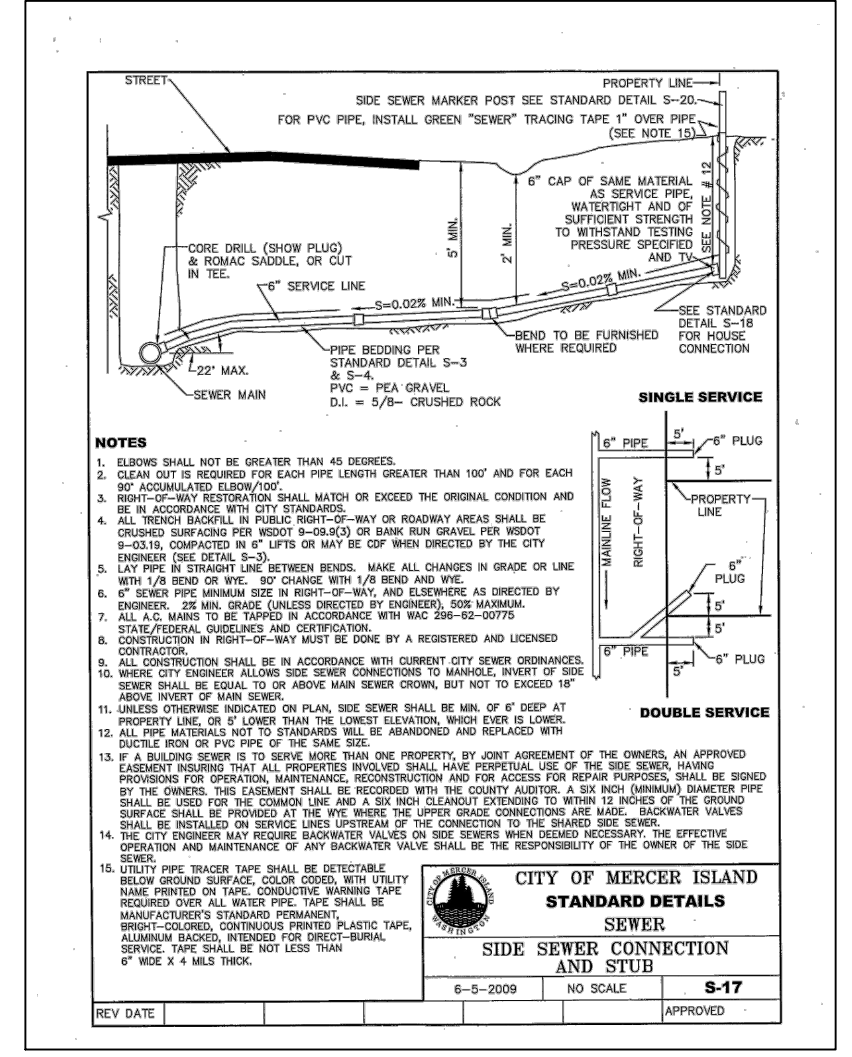 STREET
PROPERTY LINE
SIDE SEWER MARKER POST SEE STANDARD DETAIL S-20.
FOR PVC PIPE, INSTALL GREEN "SEWER" TRACING TAPE 1" OVER PIPE
(SEE NOTE 15)
6" CAP OF SAME MATERIAL
AS SERVICE PIPE,
WATERTIGHT AND OF
SUFFICIENT STRENGTH
TO WITHSTAND TESTING
PRESSURE SPECIFIED
AND TV
SEE NOTE # 12
5' MIN.
2' MIN.
CORE DRILL (SHOW PLUG)
& ROMAC SADDLE, OR CUT
IN TEE.
6" SERVICE LINE
S=0.02% MIN.
S=0.02% MIN.
SEE STANDARD
DETAIL S-18
FOR HOUSE
CONNECTION
BEND TO BE FURNISHED
WHERE REQUIRED
22' MAX.
SEWER MAIN
PIPE BEDDING PER
STANDARD DETAIL S-3
& S-4.
PVC = PEA GRAVEL
D.I. = 5/8- CRUSHED ROCK
SINGLE SERVICE
6" PIPE
5'
6" PLUG
5'
PROPERTY
LINE
MAINLINE FLOW
RIGHT-OF-WAY
6"
PLUG
5'
5'
6" PIPE
5'
6" PLUG
DOUBLE SERVICE
NOTES
1. ELBOWS SHALL NOT BE GREATER THAN 45 DEGREES.
2. CLEAN OUT IS REQUIRED FOR EACH PIPE LENGTH GREATER THAN 100' AND FOR EACH
90° ACCUMULATED ELBOW/100'.
3. RIGHT-OF-WAY RESTORATION SHALL MATCH OR EXCEED THE ORIGINAL CONDITION AND
BE IN ACCORDANCE WITH CITY STANDARDS.
4. ALL TRENCH BACKFILL IN PUBLIC RIGHT-OF-WAY OR ROADWAY AREAS SHALL BE
CRUSHED SURFACING PER WSDOT 9-09.9(3) OR BANK RUN GRAVEL PER WSDOT
9-03.19, COMPACTED IN 6" LIFTS OR MAY BE CDF WHEN DIRECTED BY THE CITY
ENGINEER (SEE DETAIL S-3).
5. LAY PIPE IN STRAIGHT LINE BETWEEN BENDS. MAKE ALL CHANGES IN GRADE OR LINE
WITH 1/8 BEND OR WYE. 90° CHANGE WITH 1/8 BEND AND WYE.
6. 6" SEWER PIPE MINIMUM SIZE IN RIGHT-OF-WAY, AND ELSEWHERE AS DIRECTED BY
ENGINEER. 2% MIN. GRADE (UNLESS DIRECTED BY ENGINEER), 50% MAXIMUM.
7. ALL A.C. MAINS TO BE TAPPED IN ACCORDANCE WITH WAC 296-62-00775
STATE/FEDERAL GUIDELINES AND CERTIFICATION.
8. CONSTRUCTION IN RIGHT-OF-WAY MUST BE DONE BY A REGISTERED AND LICENSED
CONTRACTOR.
9. ALL CONSTRUCTION SHALL BE IN ACCORDANCE WITH CURRENT CITY SEWER ORDINANCES.
10. WHERE CITY ENGINEER ALLOWS SIDE SEWER CONNECTIONS TO MANHOLE, INVERT OF SIDE
SEWER SHALL BE EQUAL TO OR ABOVE MAIN SEWER CROWN, BUT NOT TO EXCEED 18"
ABOVE INVERT OF MAIN SEWER.
11. UNLESS OTHERWISE INDICATED ON PLAN, SIDE SEWER SHALL BE MIN. OF 6' DEEP AT
PROPERTY LINE, OR 5' LOWER THAN THE LOWEST ELEVATION, WHICH EVER IS LOWER.
12. ALL PIPE MATERIALS NOT TO STANDARDS WILL BE ABANDONED AND REPLACED WITH
DUCTILE IRON OR PVC PIPE OF THE SAME SIZE.
13. IF A BUILDING SEWER IS TO SERVE MORE THAN ONE PROPERTY, BY JOINT AGREEMENT OF THE OWNERS, AN APPROVED
EASEMENT INSURING THAT ALL PROPERTIES INVOLVED SHALL HAVE PERPETUAL USE OF THE SIDE SEWER, HAVING
PROVISIONS FOR OPERATION, MAINTENANCE, RECONSTRUCTION AND FOR ACCESS FOR REPAIR PURPOSES, SHALL BE SIGNED
BY THE OWNERS. THIS EASEMENT SHALL BE RECORDED WITH THE COUNTY AUDITOR. A SIX INCH (MINIMUM) DIAMETER PIPE
SHALL BE USED FOR THE COMMON LINE AND A SIX INCH CLEANOUT EXTENDING TO WITHIN 12 INCHES OF THE GROUND
SURFACE SHALL BE PROVIDED AT THE WYE WHERE THE UPPER GRADE CONNECTIONS ARE MADE. BACKWATER VALVES
SHALL BE INSTALLED ON SERVICE LINES UPSTREAM OF THE CONNECTION TO THE SHARED SIDE SEWER.
14. THE CITY ENGINEER MAY REQUIRE BACKWATER VALVES ON SIDE SEWERS WHEN DEEMED NECESSARY. THE EFFECTIVE
OPERATION AND MAINTENANCE OF ANY BACKWATER VALVE SHALL BE THE RESPONSIBILITY OF THE OWNER OF THE SIDE
SEWER.
15. UTILITY PIPE TRACER TAPE SHALL BE DETECTABLE
BELOW GROUND SURFACE, COLOR CODED, WITH UTILITY
NAME PRINTED ON TAPE. CONDUCTIVE WARNING TAPE
REQUIRED OVER ALL WATER PIPE. TAPE SHALL BE
MANUFACTURER'S STANDARD PERMANENT,
BRIGHT-COLORED, CONTINUOUS PRINTED PLASTIC TAPE,
ALUMINUM BACKED, INTENDED FOR DIRECT-BURIAL
SERVICE. TAPE SHALL BE NOT LESS THAN
6" WIDE X 4 MILS THICK.
CITY OF MERCER ISLAND
WASHINGTON
CITY OF MERCER ISLAND
STANDARD DETAILS
SEWER
SIDE SEWER CONNECTION
AND STUB
6-5-2009
NO SCALE
S-17
REV DATE
APPROVED